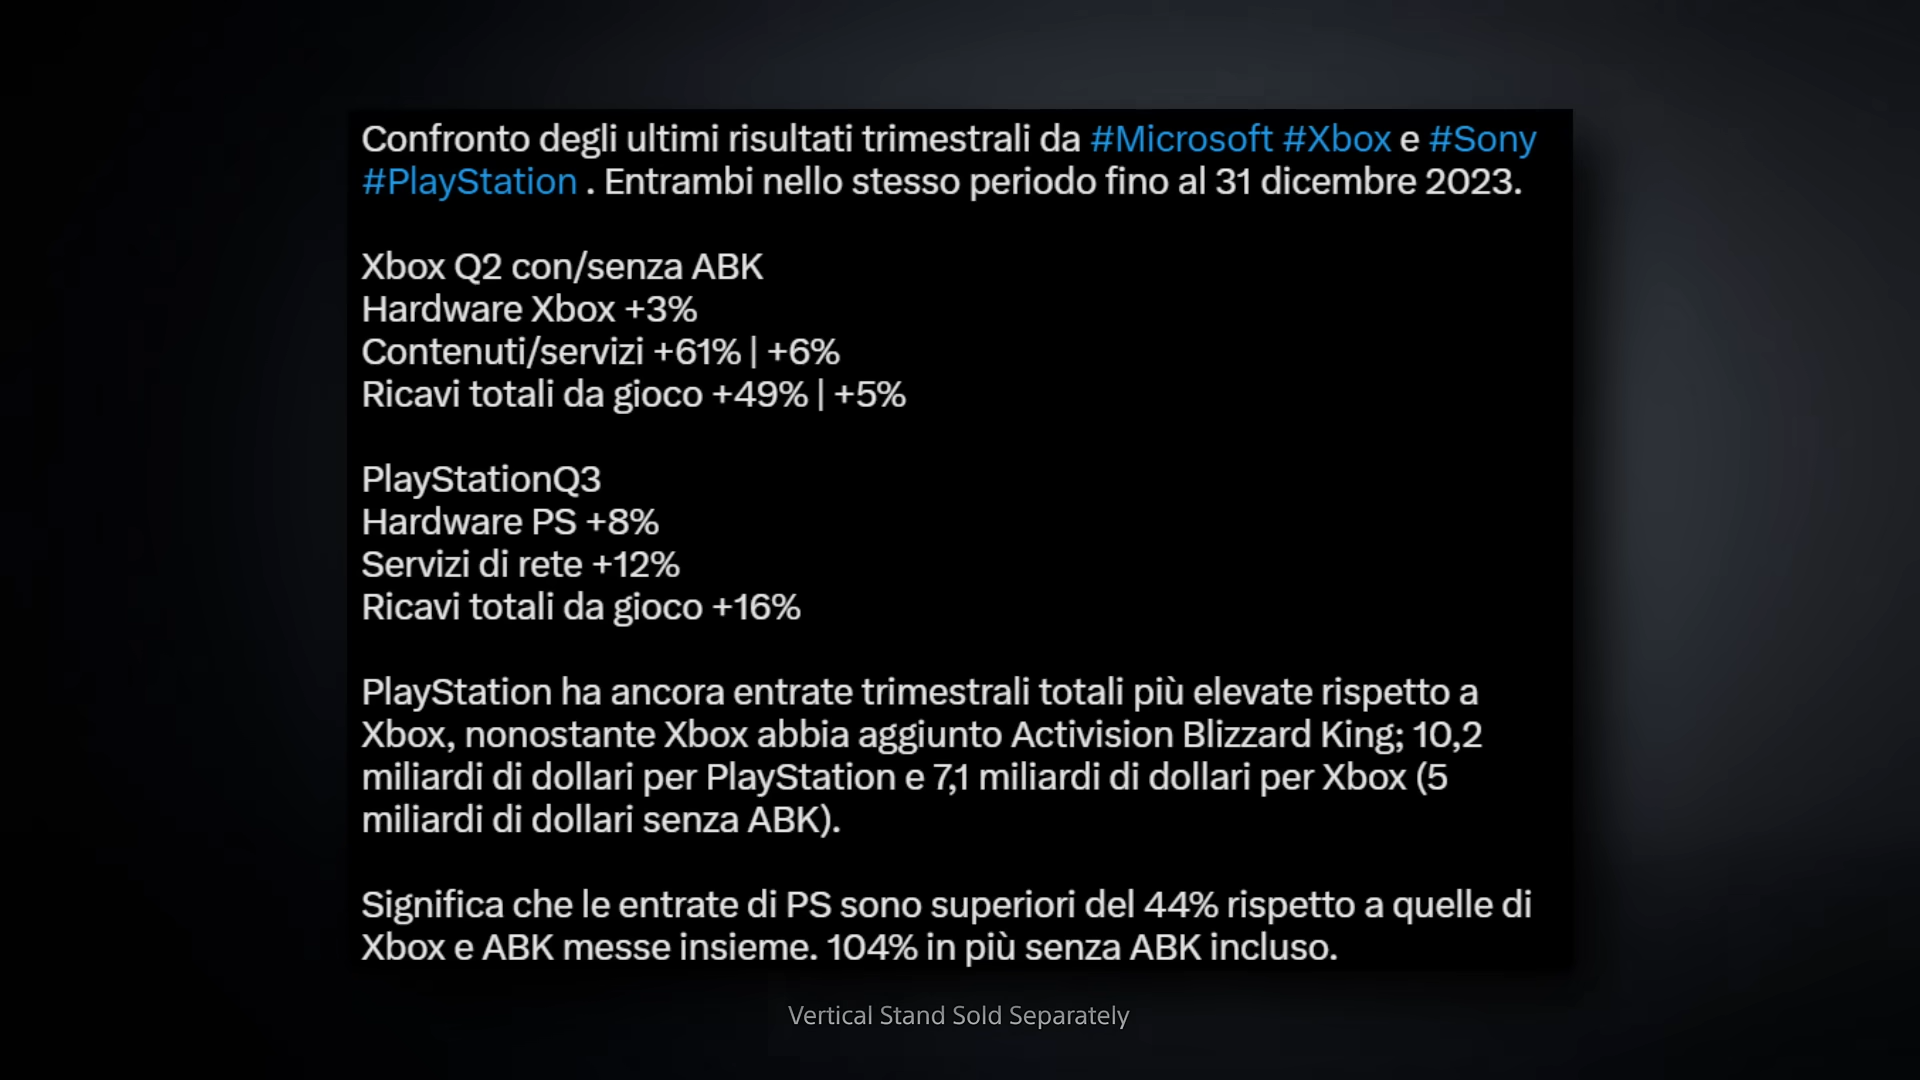 Confronto degli ultimi risultati trimestrali da #Microsoft #Xbox e #Sony
#PlayStation . Entrambi nello stesso periodo fino al 31 dicembre 2023.
Xbox Q2 con/senza ABK
Hardware Xbox +3%
Contenuti/servizi +61% | +6%
Ricavi totali da gioco +49% | +5%
PlayStationQ3
Hardware PS +8%
Servizi di rete +12%
Ricavi totali da gioco +16%
PlayStation ha ancora entrate trimestrali totali più elevate rispetto a
Xbox, nonostante Xbox abbia aggiunto Activision Blizzard King; 10,2
miliardi di dollari per PlayStation e 7,1 miliardi di dollari per Xbox (5
miliardi di dollari senza ABK).
Significa che le entrate di PS sono superiori del 44% rispetto a quelle di
Xbox e ABK messe insieme. 104% in più senza ABK incluso.
Vertical Stand Sold Separately